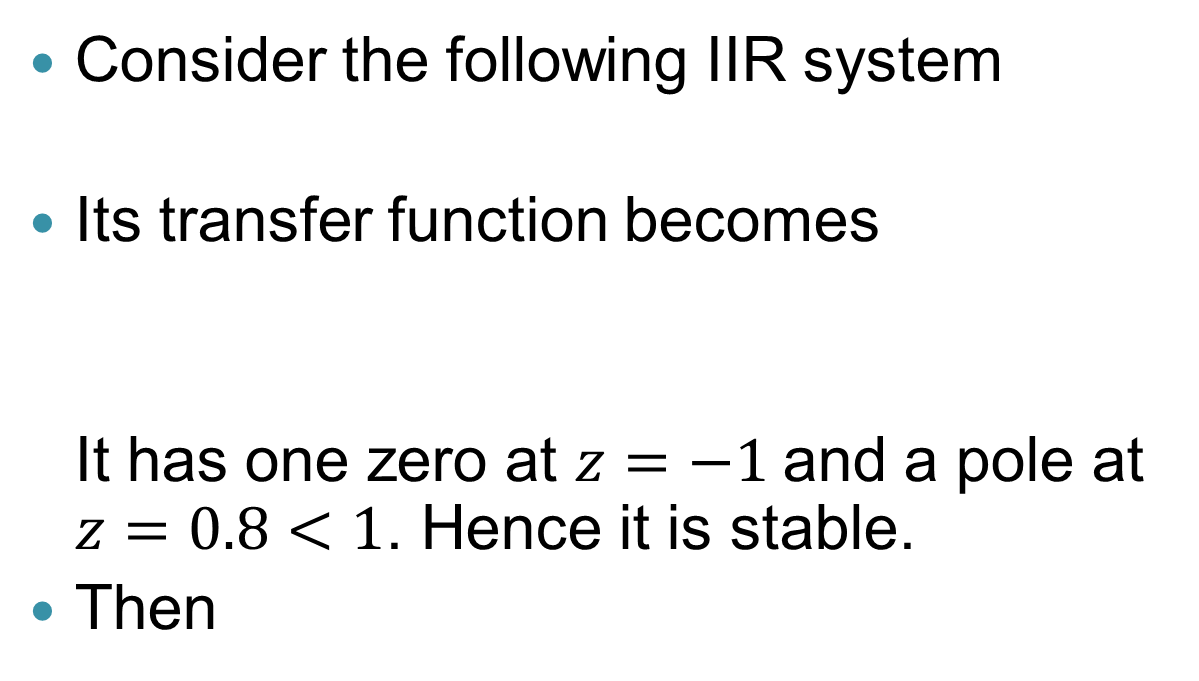 • Consider the following IIR system
• Its transfer function becomes
It has one zero at 𝑧 = −1 and a pole at
𝑧 = 0.8 < 1. Hence it is stable.
• Then